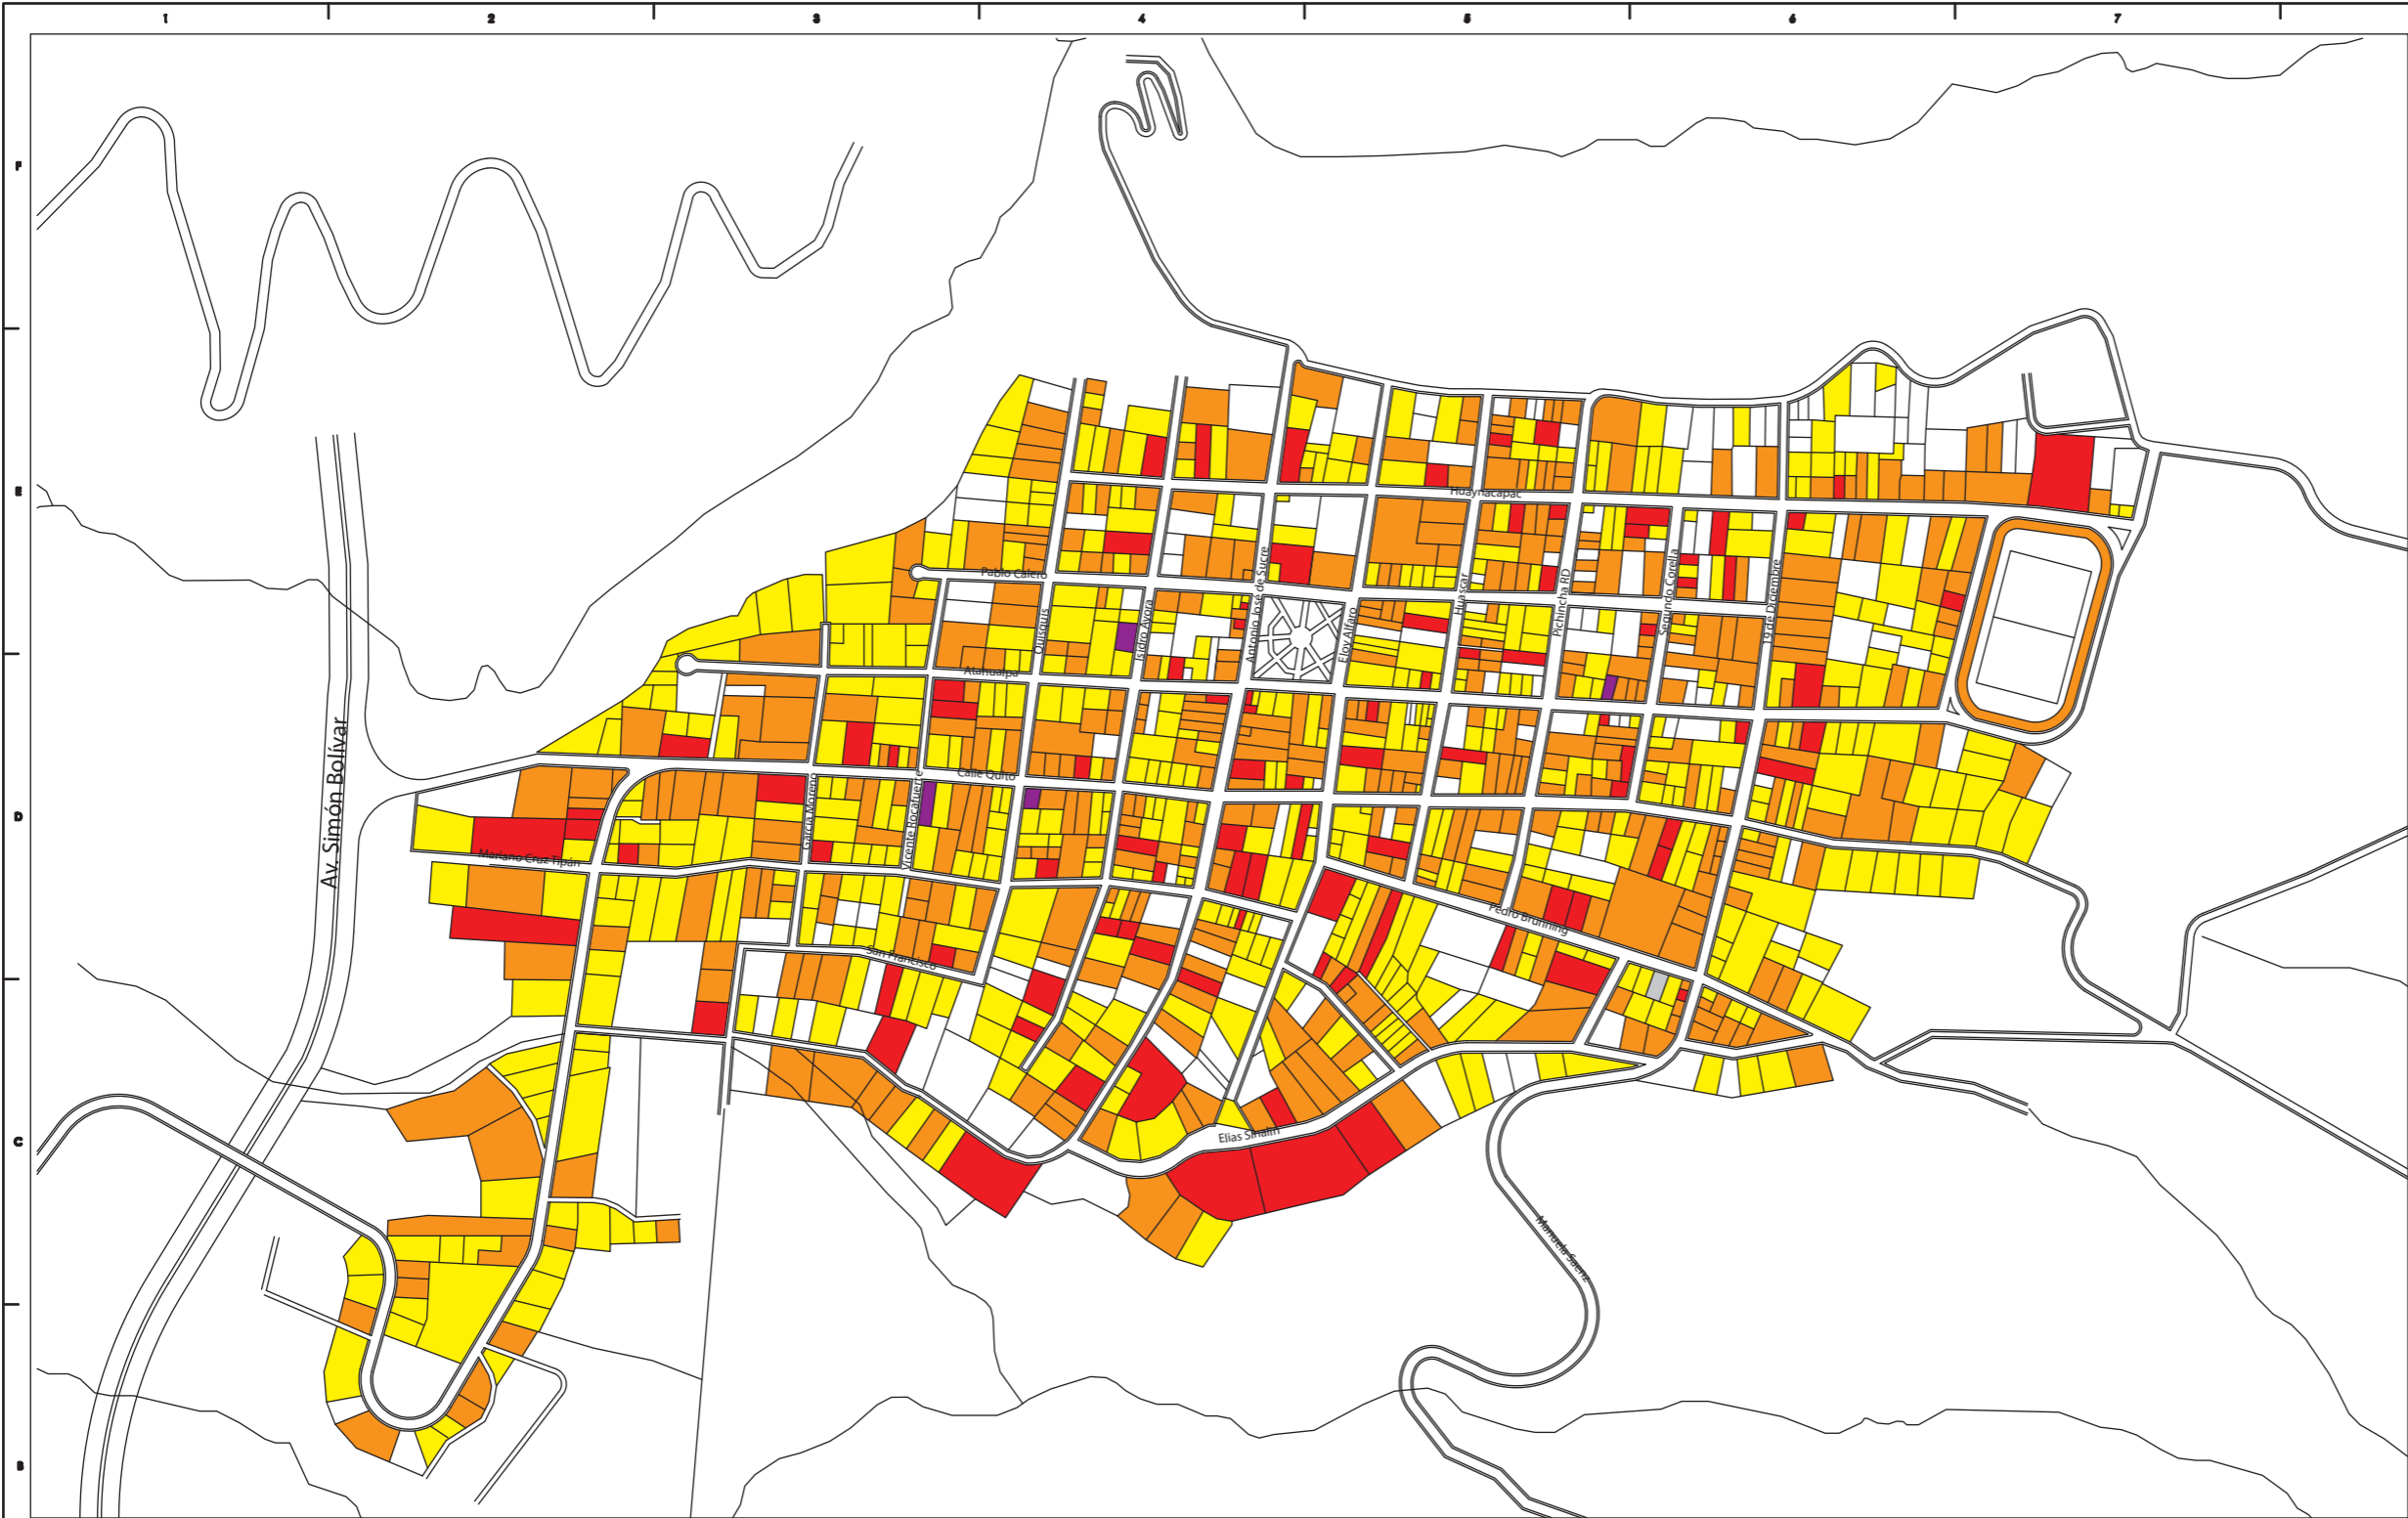 1 2 3 4 5 6 7
F
E
Huaynacapac
Pablo Calero
Quisquis
Isidro Ayora
Antonio José de Sucre
Eloy Alfaro
Huascar
Pichincha RD
Segundo Corella
19 de Diciembre
Atahualpa
Av. Simón Bolívar
Calle Quito
D
García Moreno
Vicente Rocafuerte
Mariano Cruz Tipán
Pedro Brunning
San Francisco
C
Elias Sinalin
Manuela Saenz
B